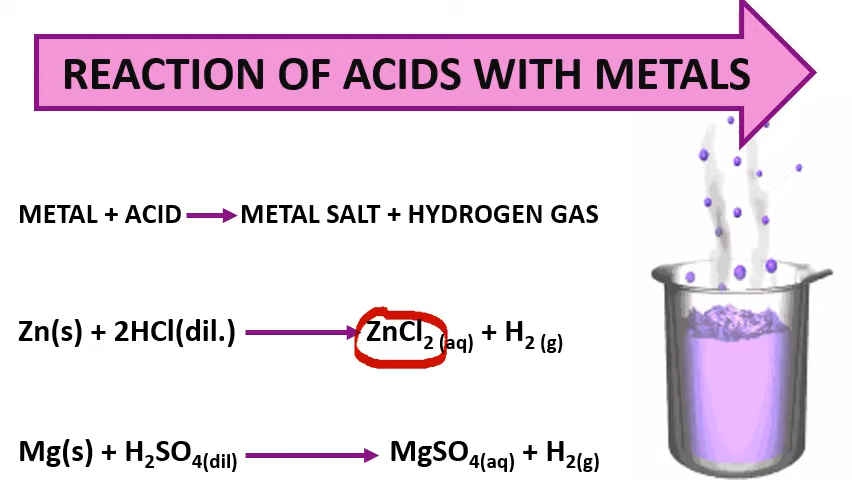 REACTION OF ACIDS WITH METALS
METAL + ACID ⟶ METAL SALT + HYDROGEN GAS
Zn(s) + 2HCl(dil.) ⟶ ZnCl₂ (aq) + H₂ (g)
Mg(s) + H₂SO₄(dil) ⟶ MgSO₄(aq) + H₂(g)